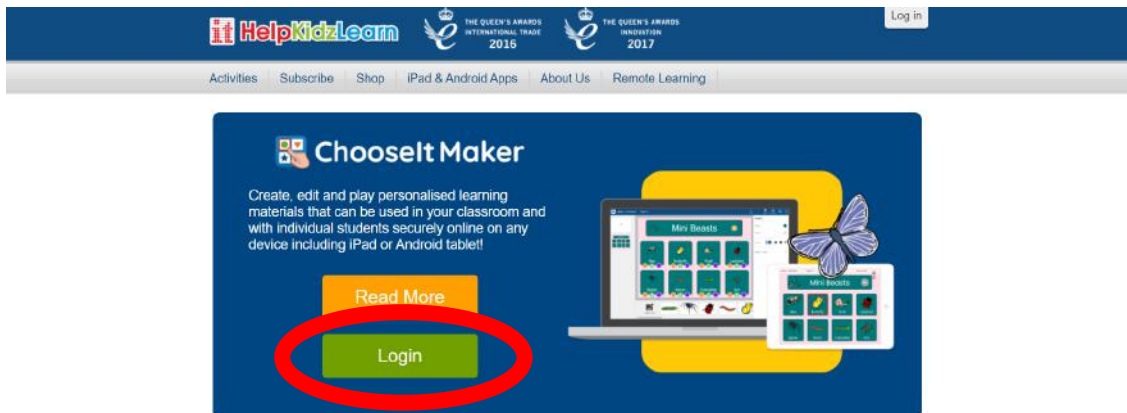 it HelpKidzLearn
THE QUEEN'S AWARDS
INTERNATIONAL TRADE
2016
THE QUEEN'S AWARDS
INNOVATION
2017
Log in
Activities Subscribe Shop iPad & Android Apps About Us Remote Learning
ChooseIt Maker
Create, edit and play personalised learning
materials that can be used in your classroom and
with individual students securely online on any
device including iPad or Android tablet!
Read More
Login
Mini Beasts
Mini Beasts